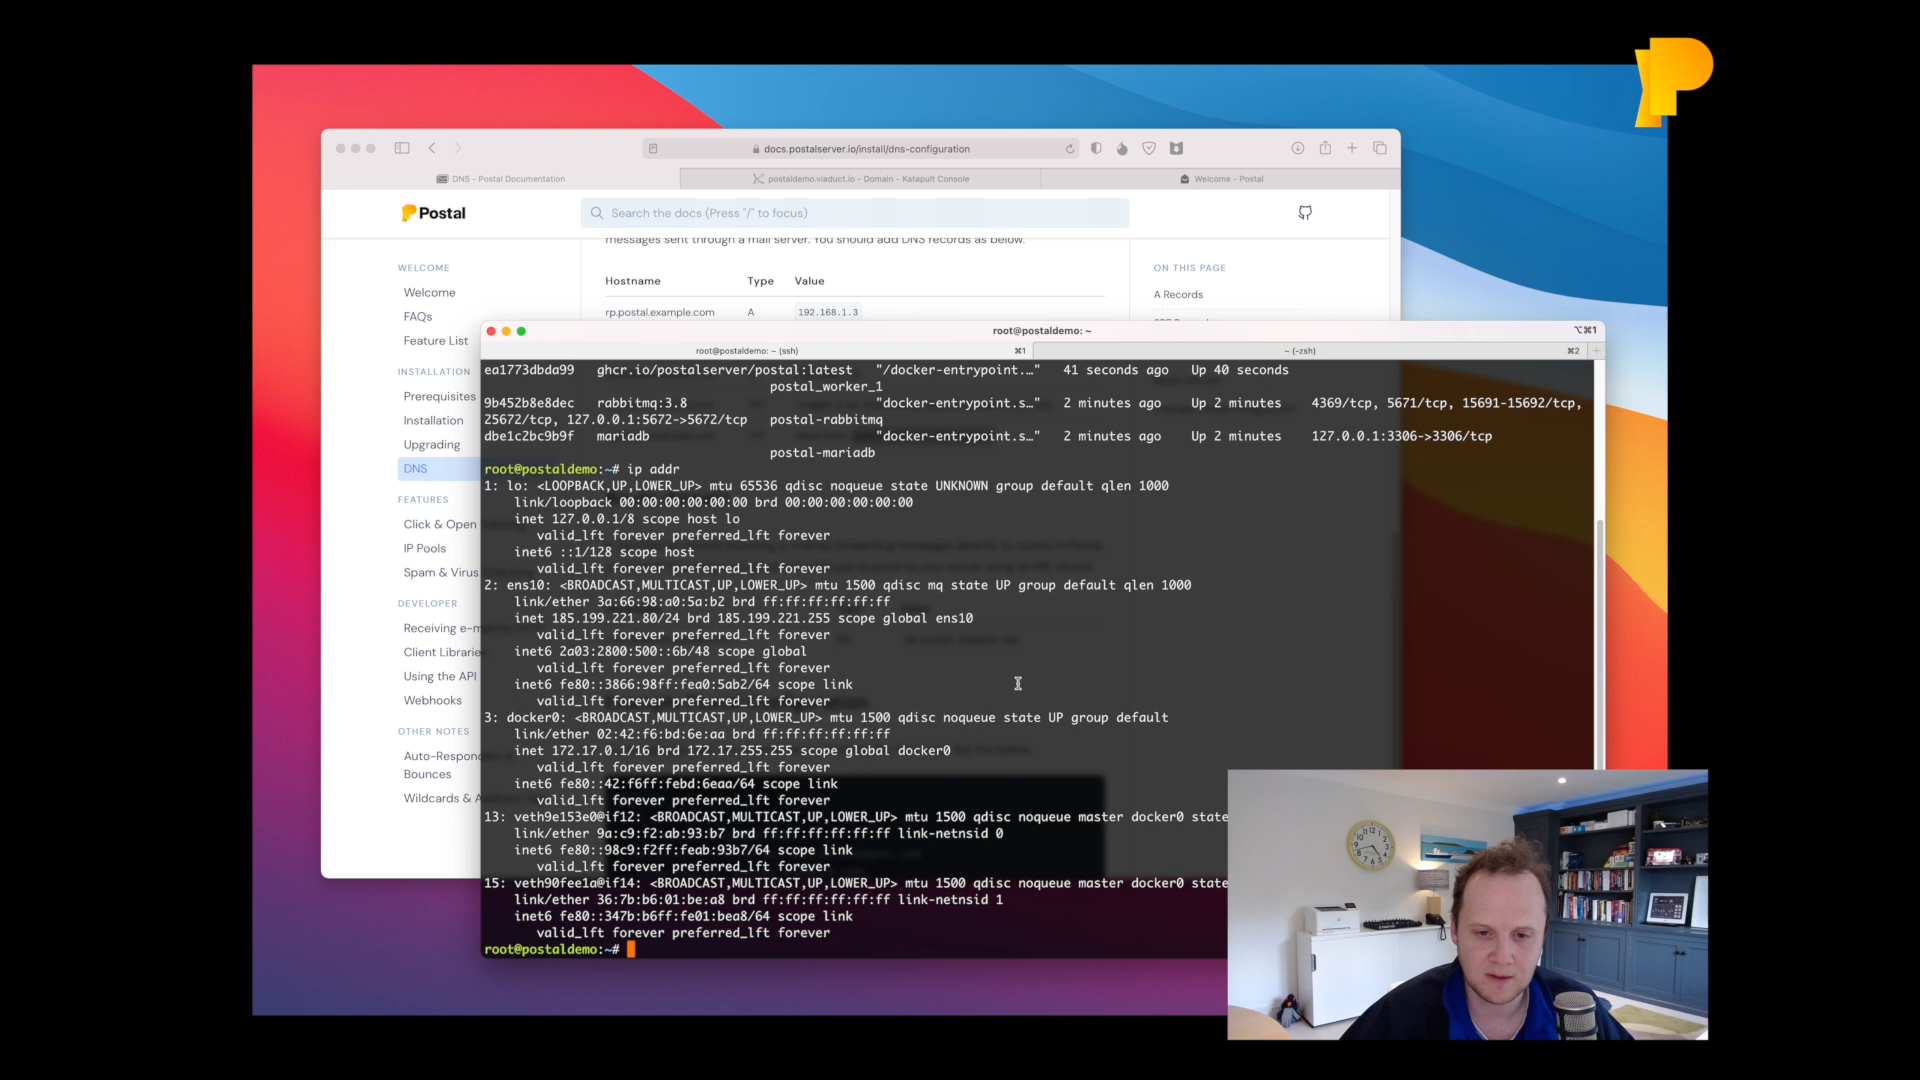 docs.postalserver.io/install/dns-configuration
DNS - Postal Documentation
postaldemo.viaduct.io - Domain - Katapult Console
Welcome - Postal
Postal
Search the docs (Press "/" to focus)
messages sent through a mail server. You should add DNS records as below.
Hostname Type Value
rp.postal.example.com A 192.168.1.3
ON THIS PAGE
A Records
WELCOME
Welcome
FAQs
Feature List
INSTALLATION
Prerequisites
Installation
Upgrading
DNS
FEATURES
Click & Open
IP Pools
Spam & Virus
DEVELOPER
Receiving e-m
Client Librarie
Using the API
Webhooks
OTHER NOTES
Auto-Respond
Bounces
Wildcards & A
root@postaldemo: ~
⌥⌘1
root@postaldemo: ~ (ssh) ⌘1
~ (-zsh) ⌘2
ea1773dbda99 ghcr.io/postalserver/postal:latest "/docker-entrypoint.…" 41 seconds ago Up 40 seconds
postal_worker_1
9b452b8e8dec rabbitmq:3.8 "docker-entrypoint.s…" 2 minutes ago Up 2 minutes 4369/tcp, 5671/tcp, 15691-15692/tcp,
25672/tcp, 127.0.0.1:5672->5672/tcp postal-rabbitmq
dbe1c2bc9b9f mariadb "docker-entrypoint.s…" 2 minutes ago Up 2 minutes 127.0.0.1:3306->3306/tcp
postal-mariadb
root@postaldemo:~# ip addr
1: lo: <LOOPBACK,UP,LOWER_UP> mtu 65536 qdisc noqueue state UNKNOWN group default qlen 1000
link/loopback 00:00:00:00:00:00 brd 00:00:00:00:00:00
inet 127.0.0.1/8 scope host lo
valid_lft forever preferred_lft forever
inet6 ::1/128 scope host
valid_lft forever preferred_lft forever
2: ens10: <BROADCAST,MULTICAST,UP,LOWER_UP> mtu 1500 qdisc mq state UP group default qlen 1000
link/ether 3a:66:98:a0:5a:b2 brd ff:ff:ff:ff:ff:ff
inet 185.199.221.80/24 brd 185.199.221.255 scope global ens10
valid_lft forever preferred_lft forever
inet6 2a03:2800:500::6b/48 scope global
valid_lft forever preferred_lft forever
inet6 fe80::3866:98ff:fea0:5ab2/64 scope link
valid_lft forever preferred_lft forever
3: docker0: <BROADCAST,MULTICAST,UP,LOWER_UP> mtu 1500 qdisc noqueue state UP group default
link/ether 02:42:f6:bd:6e:aa brd ff:ff:ff:ff:ff:ff
inet 172.17.0.1/16 brd 172.17.255.255 scope global docker0
valid_lft forever preferred_lft forever
inet6 fe80::42:f6ff:febd:6eaa/64 scope link
valid_lft forever preferred_lft forever
13: veth9e153e0@if12: <BROADCAST,MULTICAST,UP,LOWER_UP> mtu 1500 qdisc noqueue master docker0 state
link/ether 9a:c9:f2:ab:93:b7 brd ff:ff:ff:ff:ff:ff link-netnsid 0
inet6 fe80::98c9:f2ff:feab:93b7/64 scope link
valid_lft forever preferred_lft forever
15: veth90fee1a@if14: <BROADCAST,MULTICAST,UP,LOWER_UP> mtu 1500 qdisc noqueue master docker0 state
link/ether 36:7b:b6:01:be:a8 brd ff:ff:ff:ff:ff:ff link-netnsid 1
inet6 fe80::347b:b6ff:fe01:bea8/64 scope link
valid_lft forever preferred_lft forever
root@postaldemo:~#